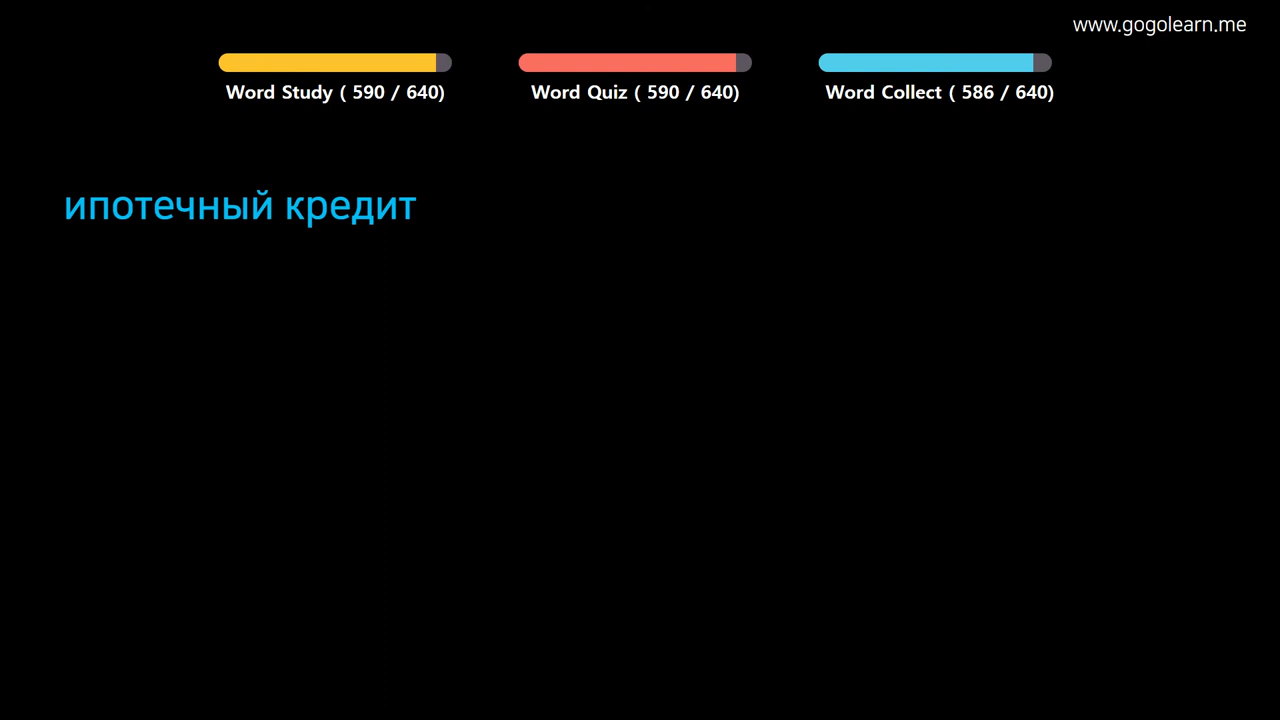 www.gogolearn.me
Word Study ( 590 / 640)
Word Quiz ( 590 / 640)
Word Collect ( 586 / 640)
ипотечный кредит